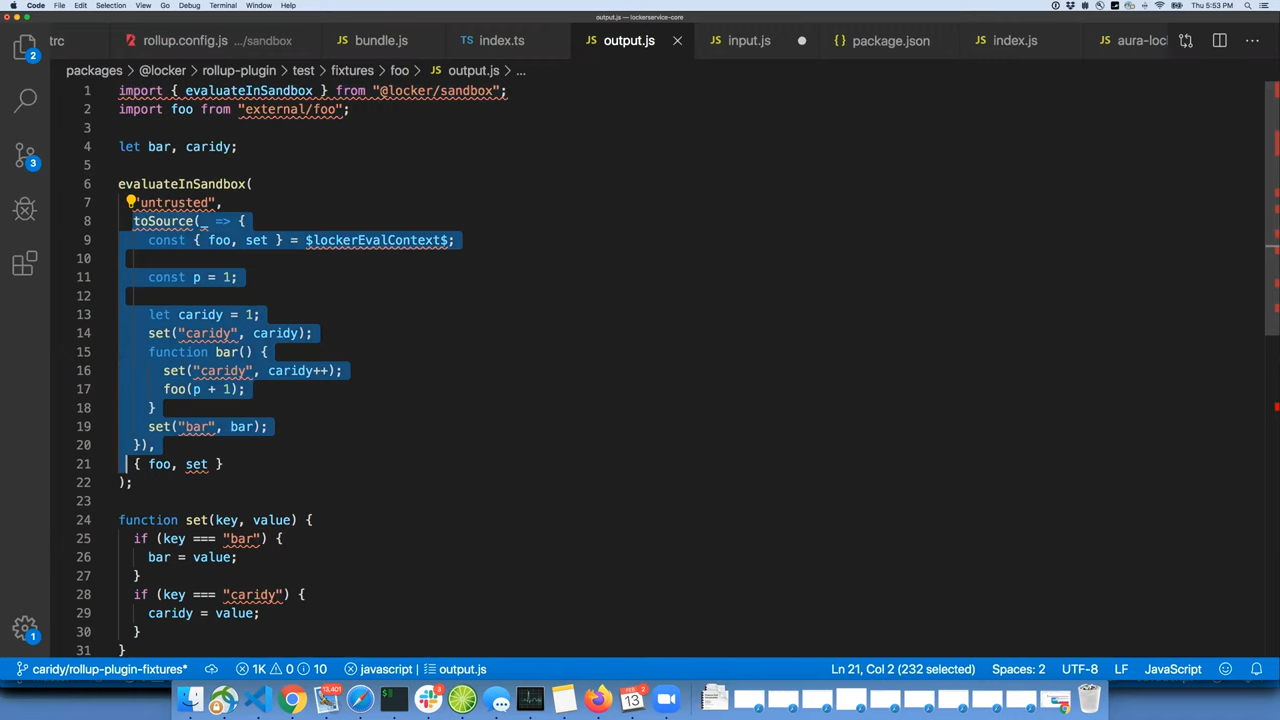 Code File Edit Selection View Go Debug Terminal Window Help Thu 5:53 PM
output.js — lockerservice-core
trc rollup.config.js .../sandbox bundle.js index.ts output.js input.js package.json index.js aura-loc
packages > @locker > rollup-plugin > test > fixtures > foo > JS output.js > ...
1 import { evaluateInSandbox } from "@locker/sandbox";
2 import foo from "external/foo";
3
4 let bar, caridy;
5
6 evaluateInSandbox(
7 "untrusted",
8 toSource(_ => {
9 const { foo, set } = $lockerEvalContext$;
10
11 const p = 1;
12
13 let caridy = 1;
14 set("caridy", caridy);
15 function bar() {
16 set("caridy", caridy++);
17 foo(p + 1);
18 }
19 set("bar", bar);
20 }),
21 { foo, set }
22 );
23
24 function set(key, value) {
25 if (key === "bar") {
26 bar = value;
27 }
28 if (key === "caridy") {
29 caridy = value;
30 }
31 }
caridy/rollup-plugin-fixtures* 1K 0 10 javascript output.js Ln 21, Col 2 (232 selected) Spaces: 2 UTF-8 LF JavaScript